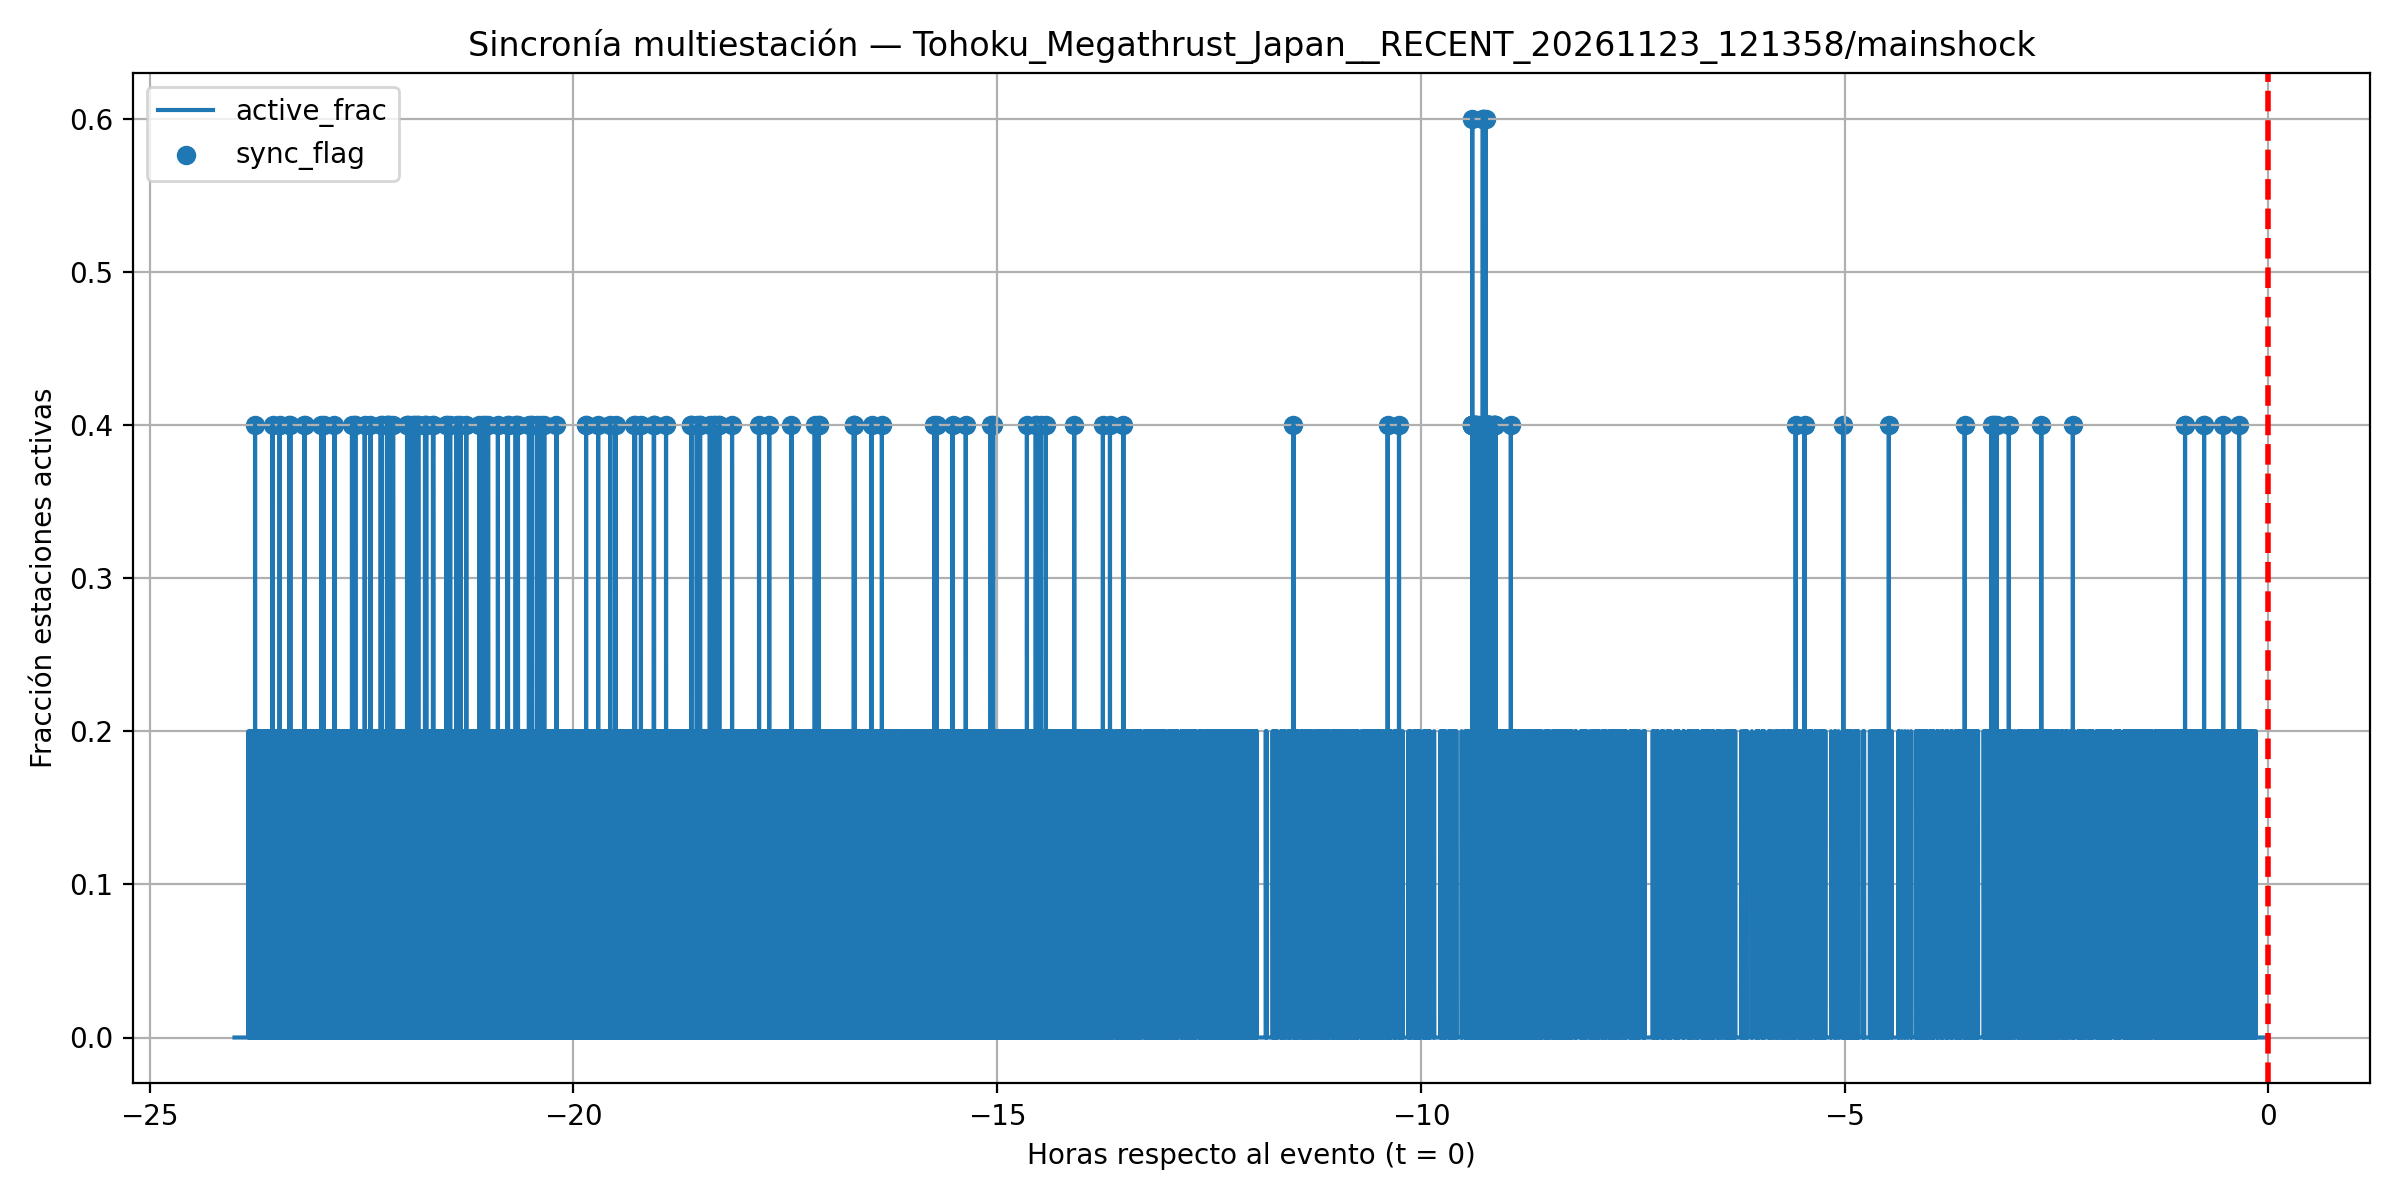 Sincronía multiestación — Tohoku_Megathrust_Japan__RECENT_20261123_121358/mainshock
active_frac
sync_flag
Fracción estaciones activas
0.6
0.5
0.4
0.3
0.2
0.1
0.0
−25
−20
−15
−10
−5
0
Horas respecto al evento (t = 0)